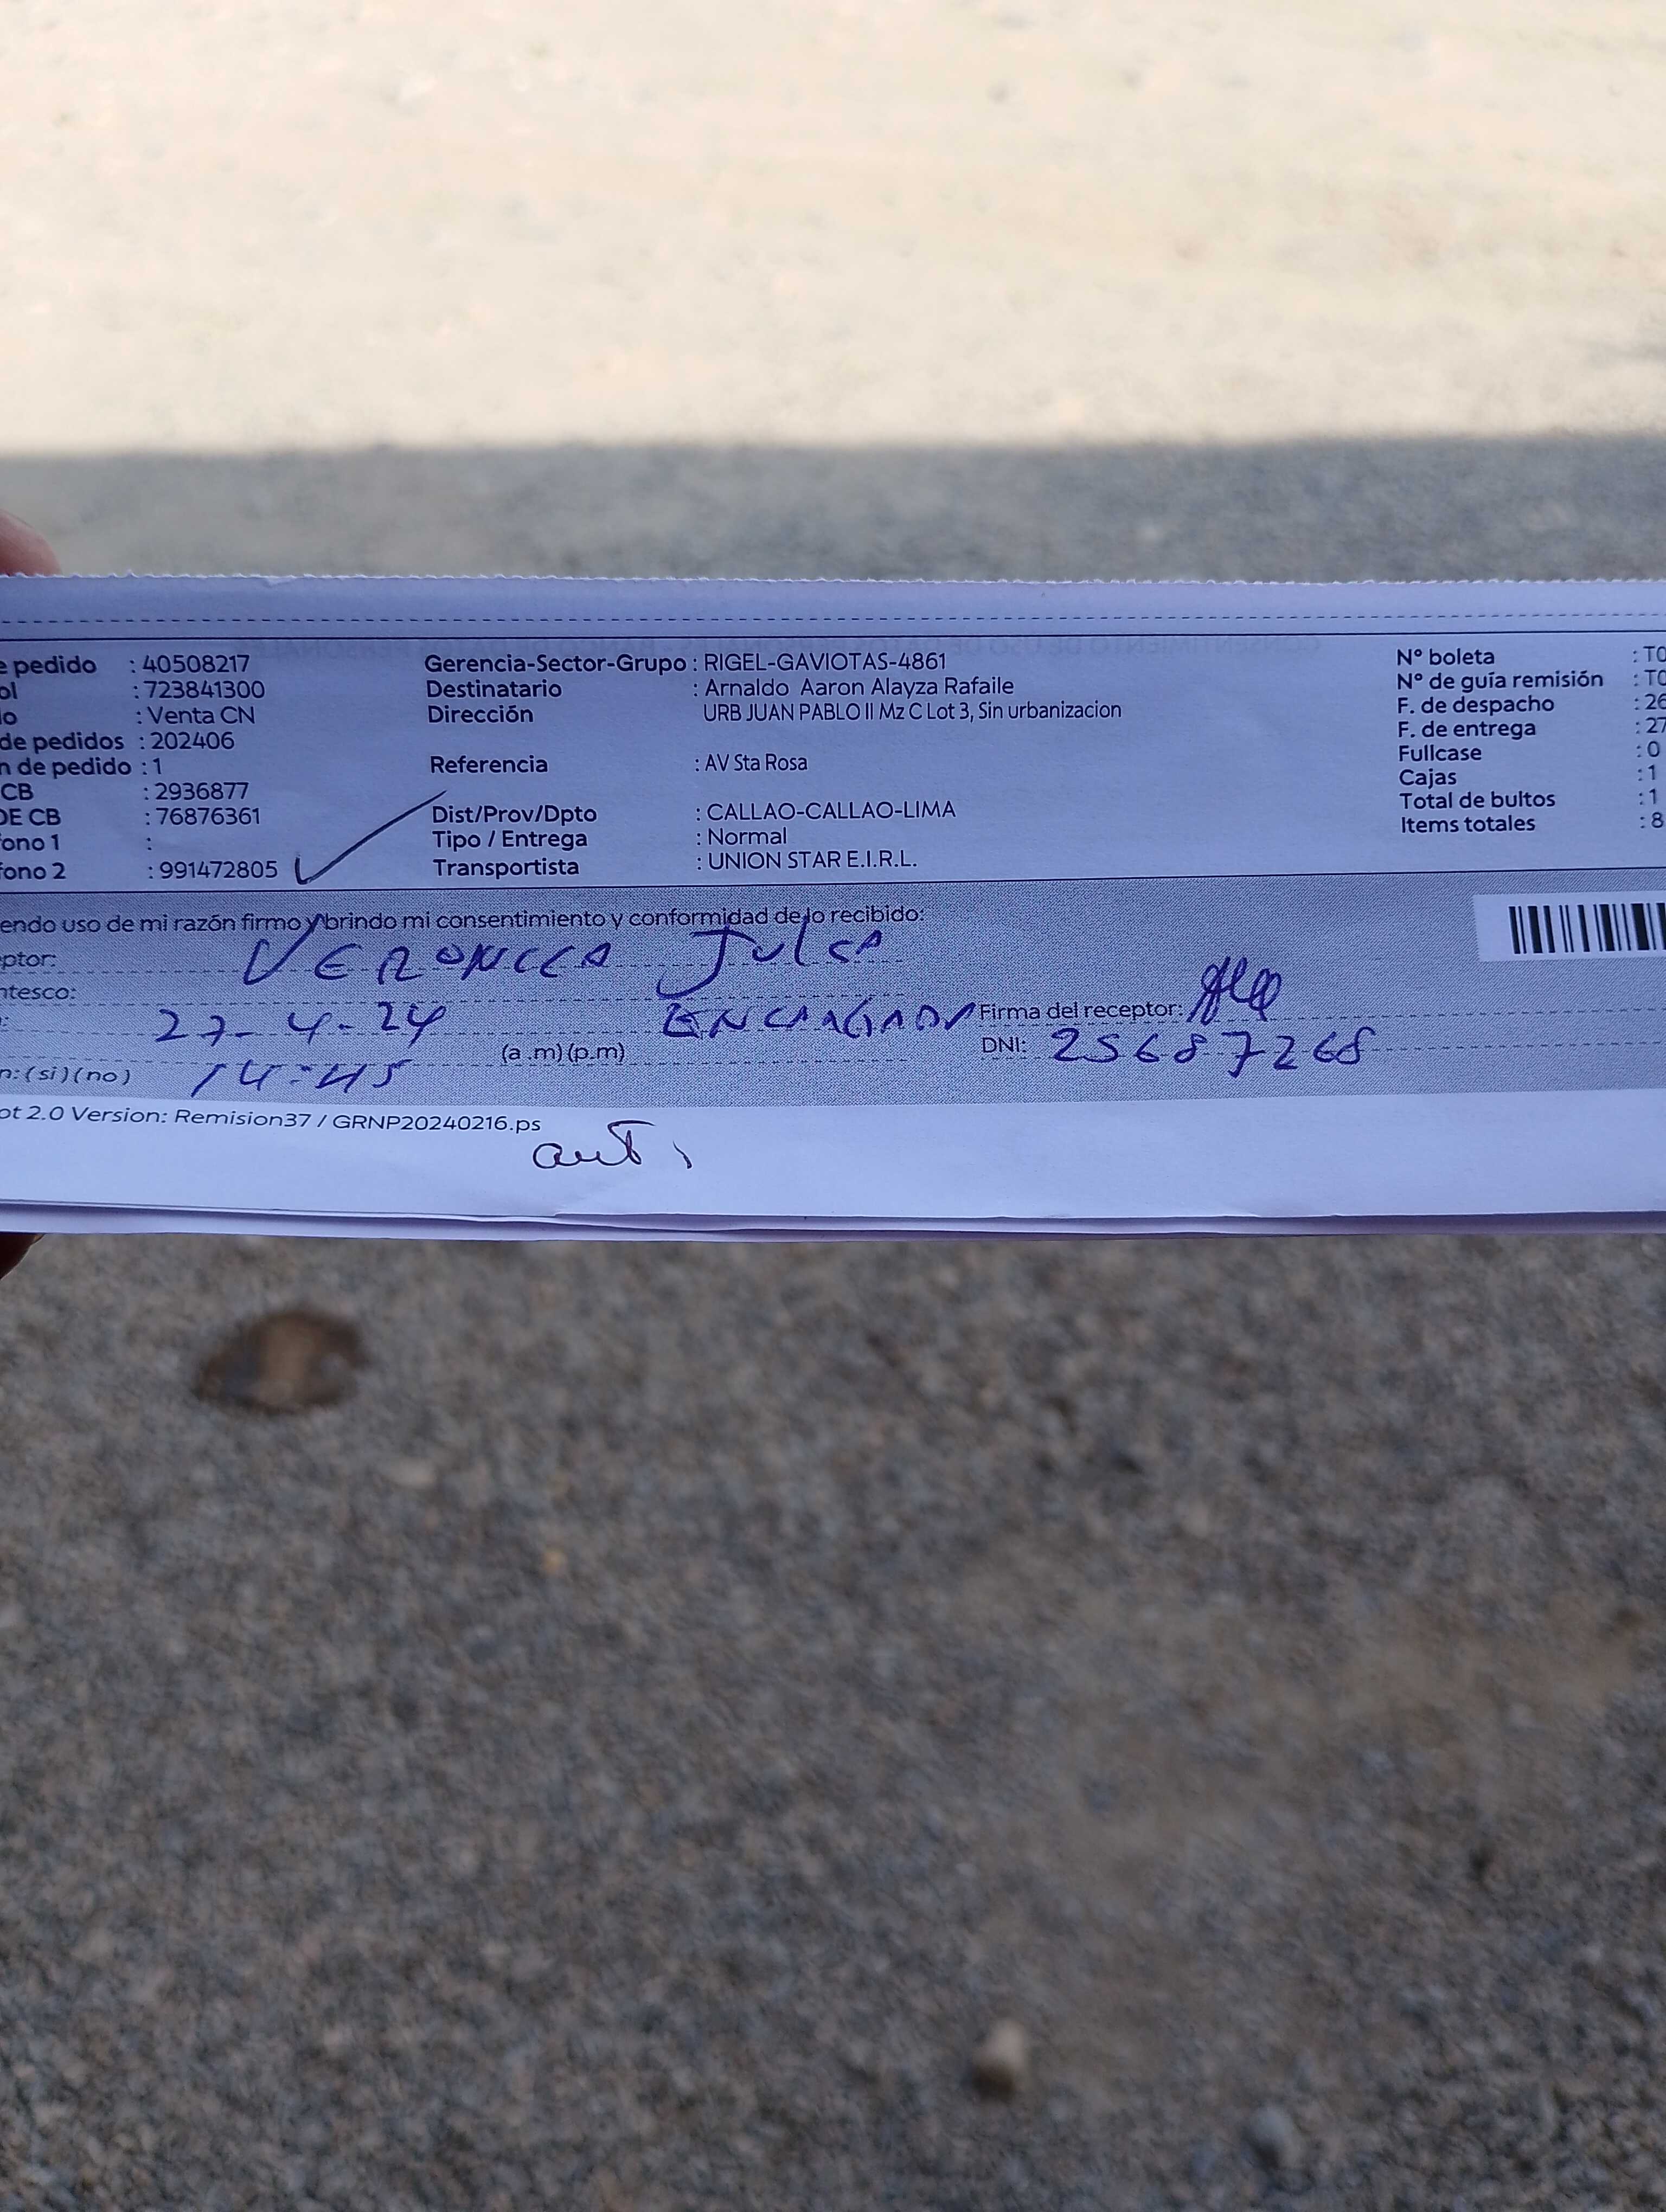 e pedido : 40508217 Gerencia-Sector-Grupo : RIGEL-GAVIOTAS-4861 N° boleta : T0
ol : 723841300 Destinatario : Arnaldo Aaron Alayza Rafaile N° de guía remisión : T0
o : Venta CN Dirección URB JUAN PABLO II Mz C Lot 3, Sin urbanizacion F. de despacho : 26
de pedidos : 202406 F. de entrega : 27
n de pedido : 1 Referencia : AV Sta Rosa Fullcase : 0
CB : 2936877 Cajas : 1
DE CB : 76876361 Dist/Prov/Dpto : CALLAO-CALLAO-LIMA Total de bultos : 1
fono 1 : Tipo / Entrega : Normal Items totales : 8
fono 2 : 991472805 Transportista : UNION STAR E.I.R.L.
endo uso de mi razón firmo y brindo mi consentimiento y conformidad de lo recibido:
ptor: VERONICA JULCA
ntesco:
: 27-4-24 ENCARGADA Firma del receptor:
(a .m) (p.m) DNI: 25687268
n: (si) (no) 14:45
ot 2.0 Version: Remision37 / GRNP20240216.ps